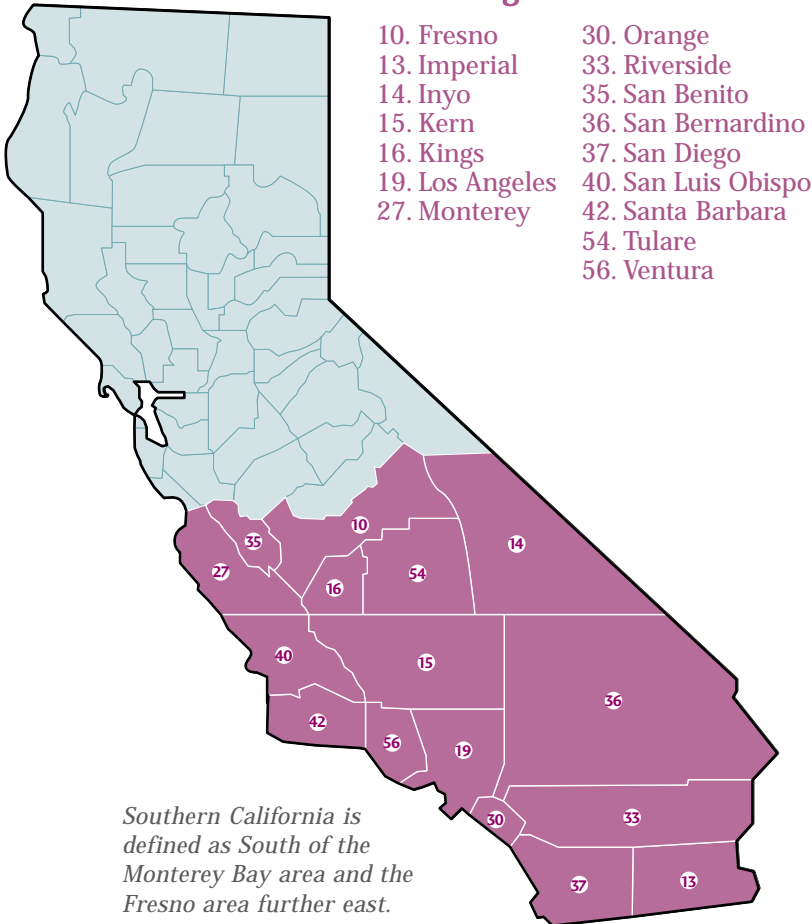 10. Fresno
13. Imperial
14. Inyo
15. Kern
16. Kings
19. Los Angeles
27. Monterey
30. Orange
33. Riverside
35. San Benito
36. San Bernardino
37. San Diego
40. San Luis Obispo
42. Santa Barbara
54. Tulare
56. Ventura
10
35
14
27
16
54
40
15
36
42
56
19
30
33
37
13
Southern California is
defined as South of the
Monterey Bay area and the
Fresno area further east.